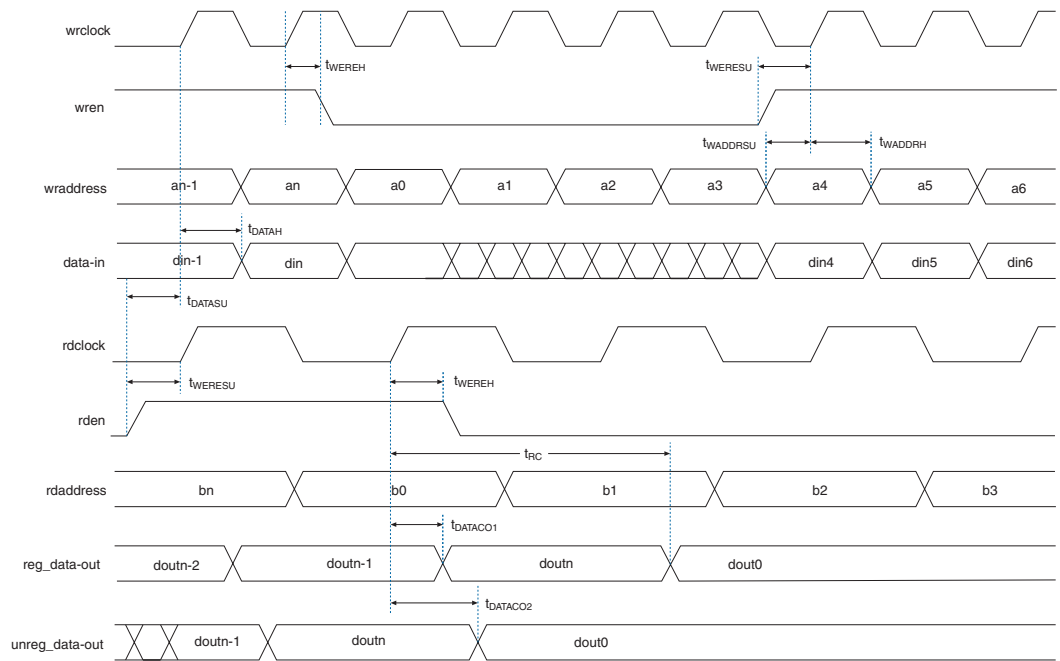 wrclock
tWEREH tWERESU
wren
tWADDRSU tWADDRH
wraddress an-1 an a0 a1 a2 a3 a4 a5 a6
tDATAH
data-in din-1 din din4 din5 din6
tDATASU
rdclock
tWERESU tWEREH
rden
tRC
rdaddress bn b0 b1 b2 b3
tDATACO1
reg_data-out doutn-2 doutn-1 doutn dout0
tDATACO2
unreg_data-out doutn-1 doutn dout0